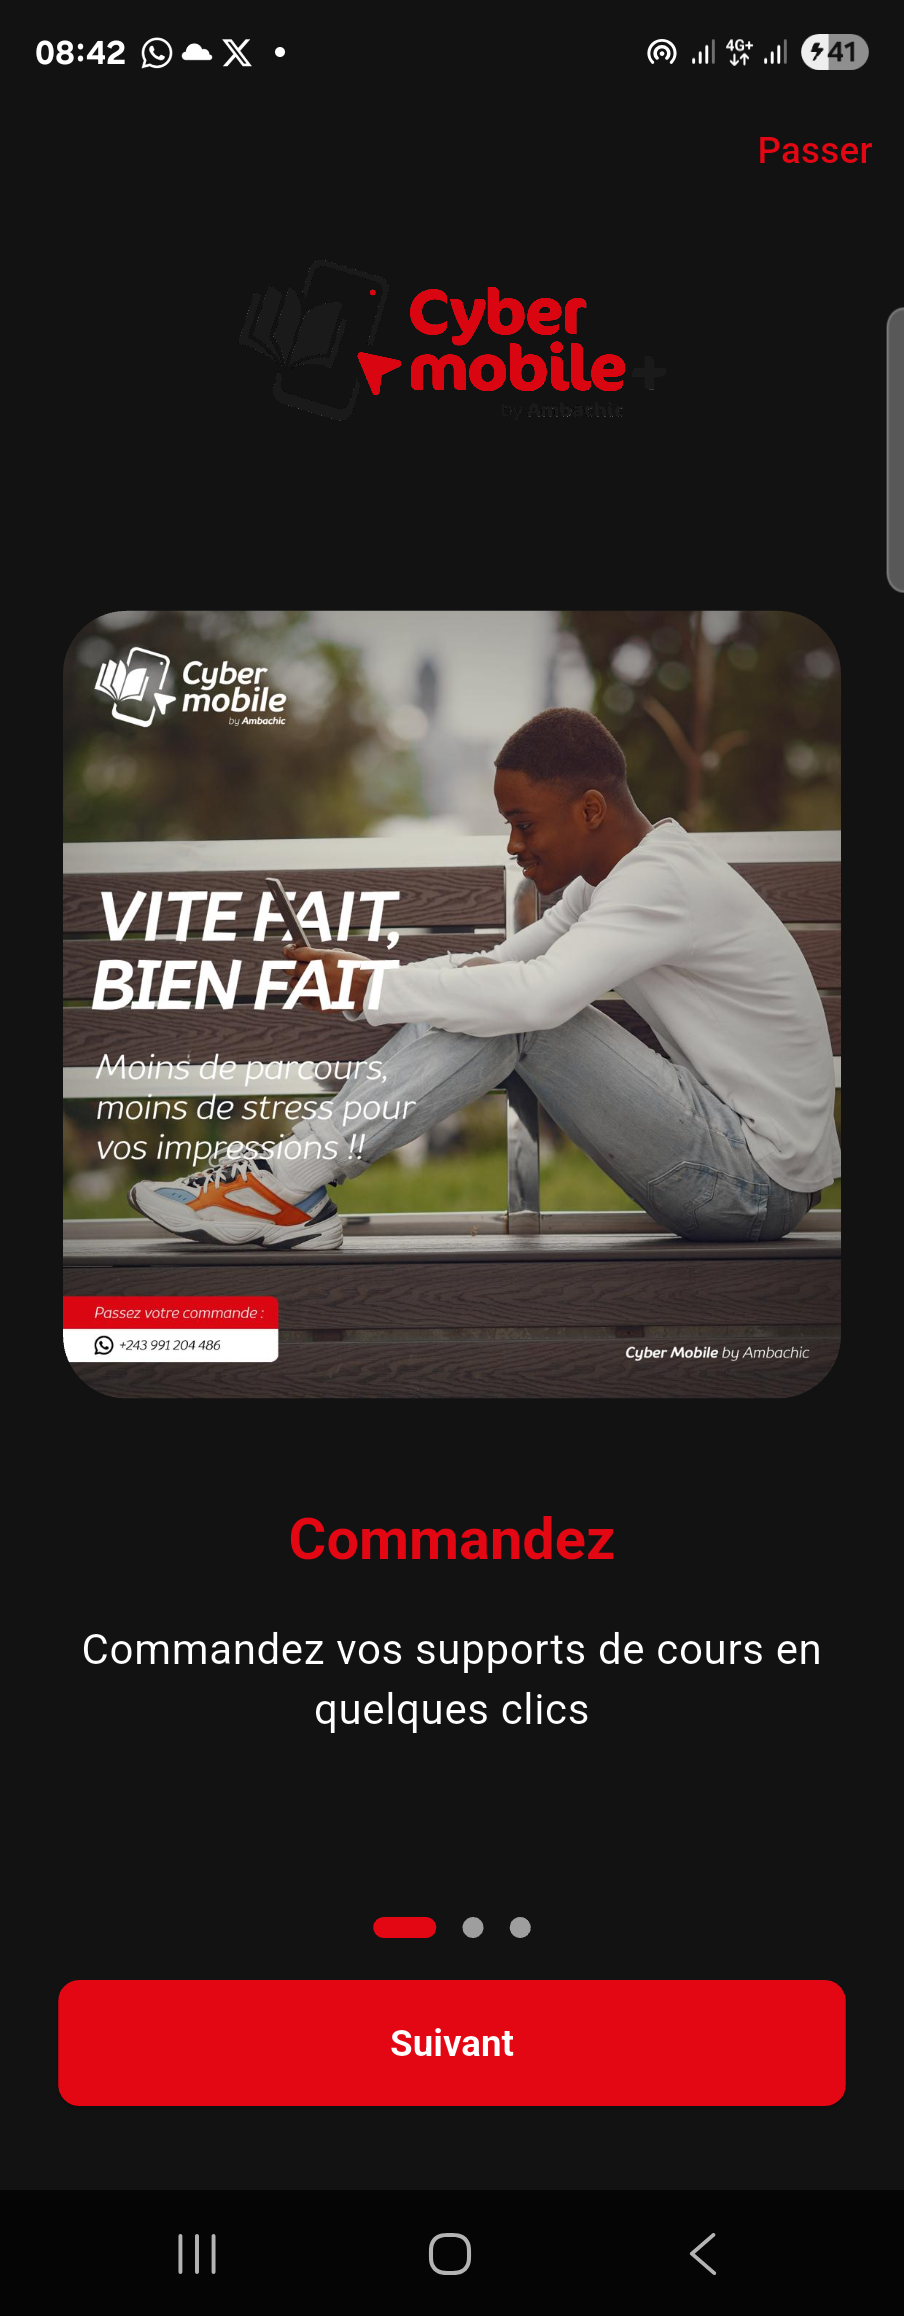 08:42
4G+
41
Passer
Cyber
mobile+
by Ambachic
Cyber
mobile
by Ambachic
VITE FAIT,
BIEN FAIT
Moins de parcours,
moins de stress pour
vos impressions !!
Passez votre commande :
+243 991 204 486
Cyber Mobile by Ambachic
Commandez
Commandez vos supports de cours en
quelques clics
Suivant